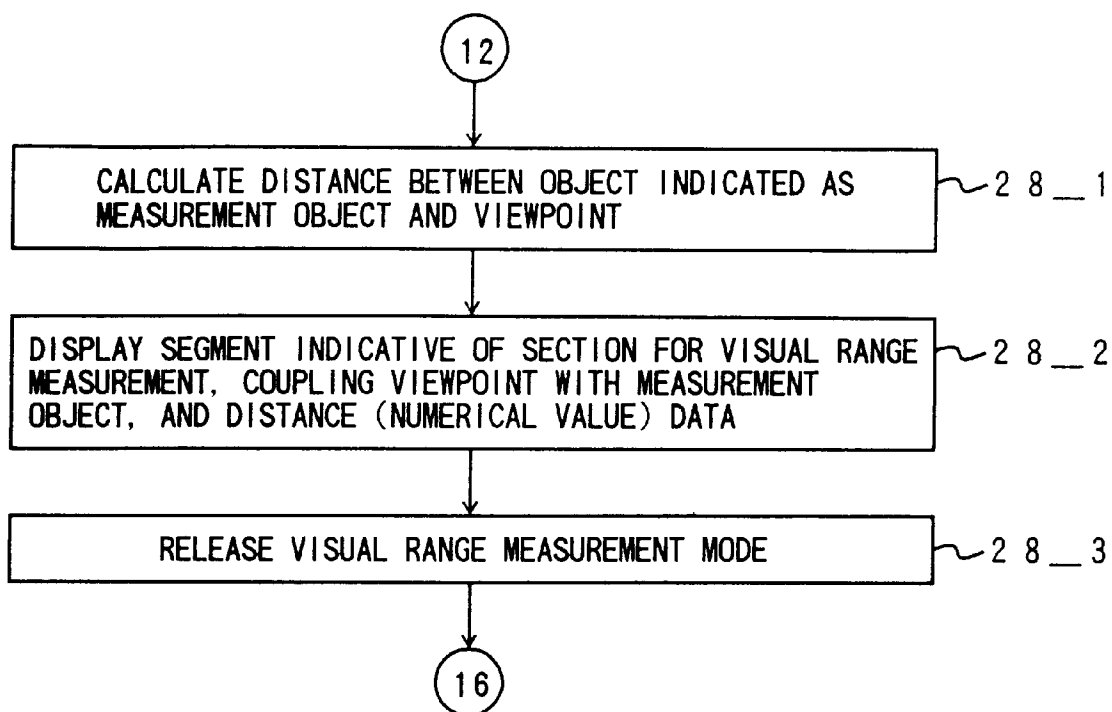 12
CALCULATE DISTANCE BETWEEN OBJECT INDICATED AS
MEASUREMENT OBJECT AND VIEWPOINT
28_1
DISPLAY SEGMENT INDICATIVE OF SECTION FOR VISUAL RANGE
MEASUREMENT, COUPLING VIEWPOINT WITH MEASUREMENT
OBJECT, AND DISTANCE (NUMERICAL VALUE) DATA
28_2
RELEASE VISUAL RANGE MEASUREMENT MODE
28_3
16